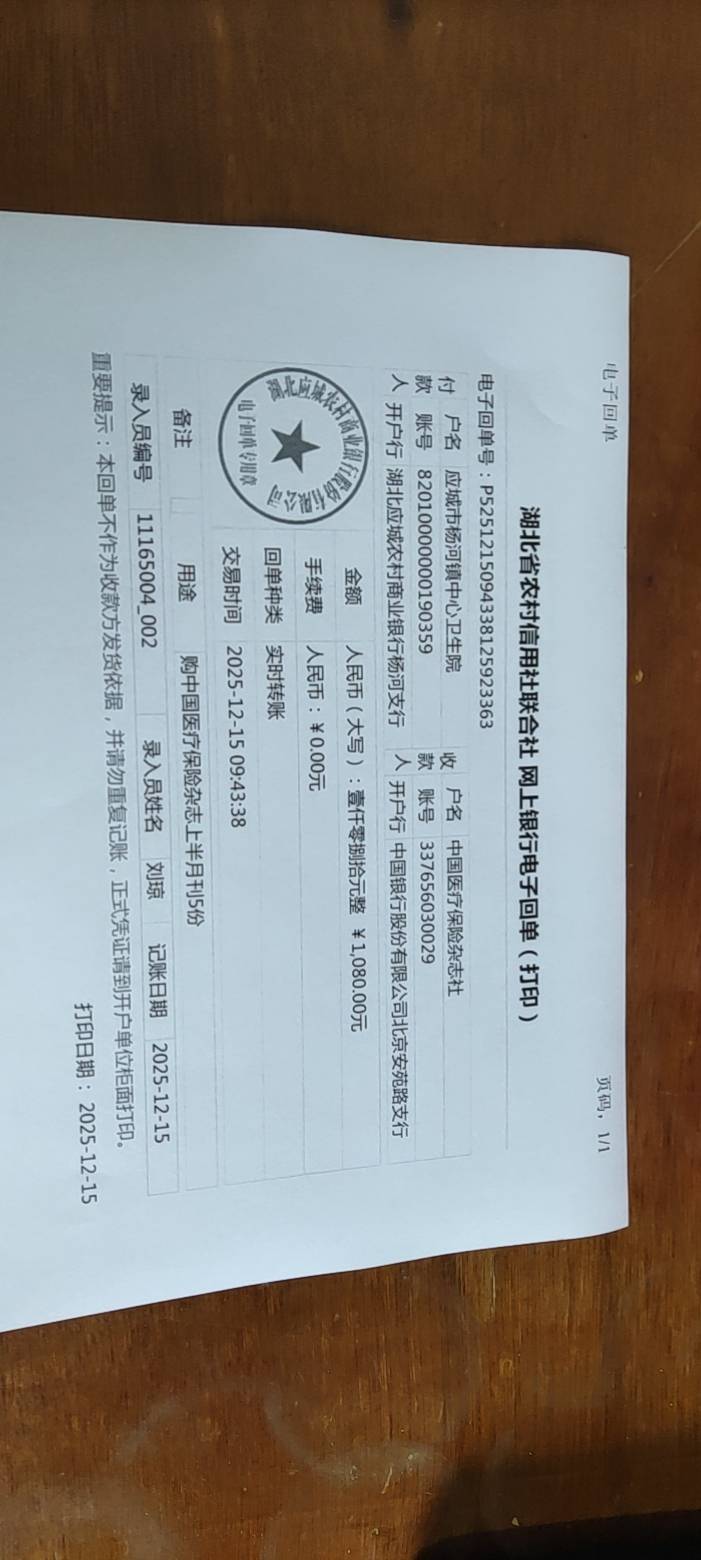 电子回单 页码，1/1
湖北省农村信用社联合社 网上银行电子回单（打印）
电子回单号：P52512150943381259​23363
付款人 户名 应城市杨河镇中心卫生院 收款人 户名 中国医疗保险杂志社
账号 82010000000190359 账号 337656030029
开户行 湖北应城农村商业银行杨河支行 开户行 中国银行股份有限公司北京安苑路支行
金额 人民币（大写）：壹仟零捌拾元整 ￥1,080.00元
手续费 人民币：￥0.00元
回单种类 实时转账
交易时间 2025-12-15 09:43:38
湖北应城农村商业银行股份有限公司
电子回单专用章
备注 用途 购中国医疗保险杂志上半月刊5份
录入员编号 11165004_002 录入员姓名 刘琼 记账日期 2025-12-15
重要提示：本回单不作为收款方发货依据，并请勿重复记账，正式凭证请到开户单位柜面打印。
打印日期：2025-12-15